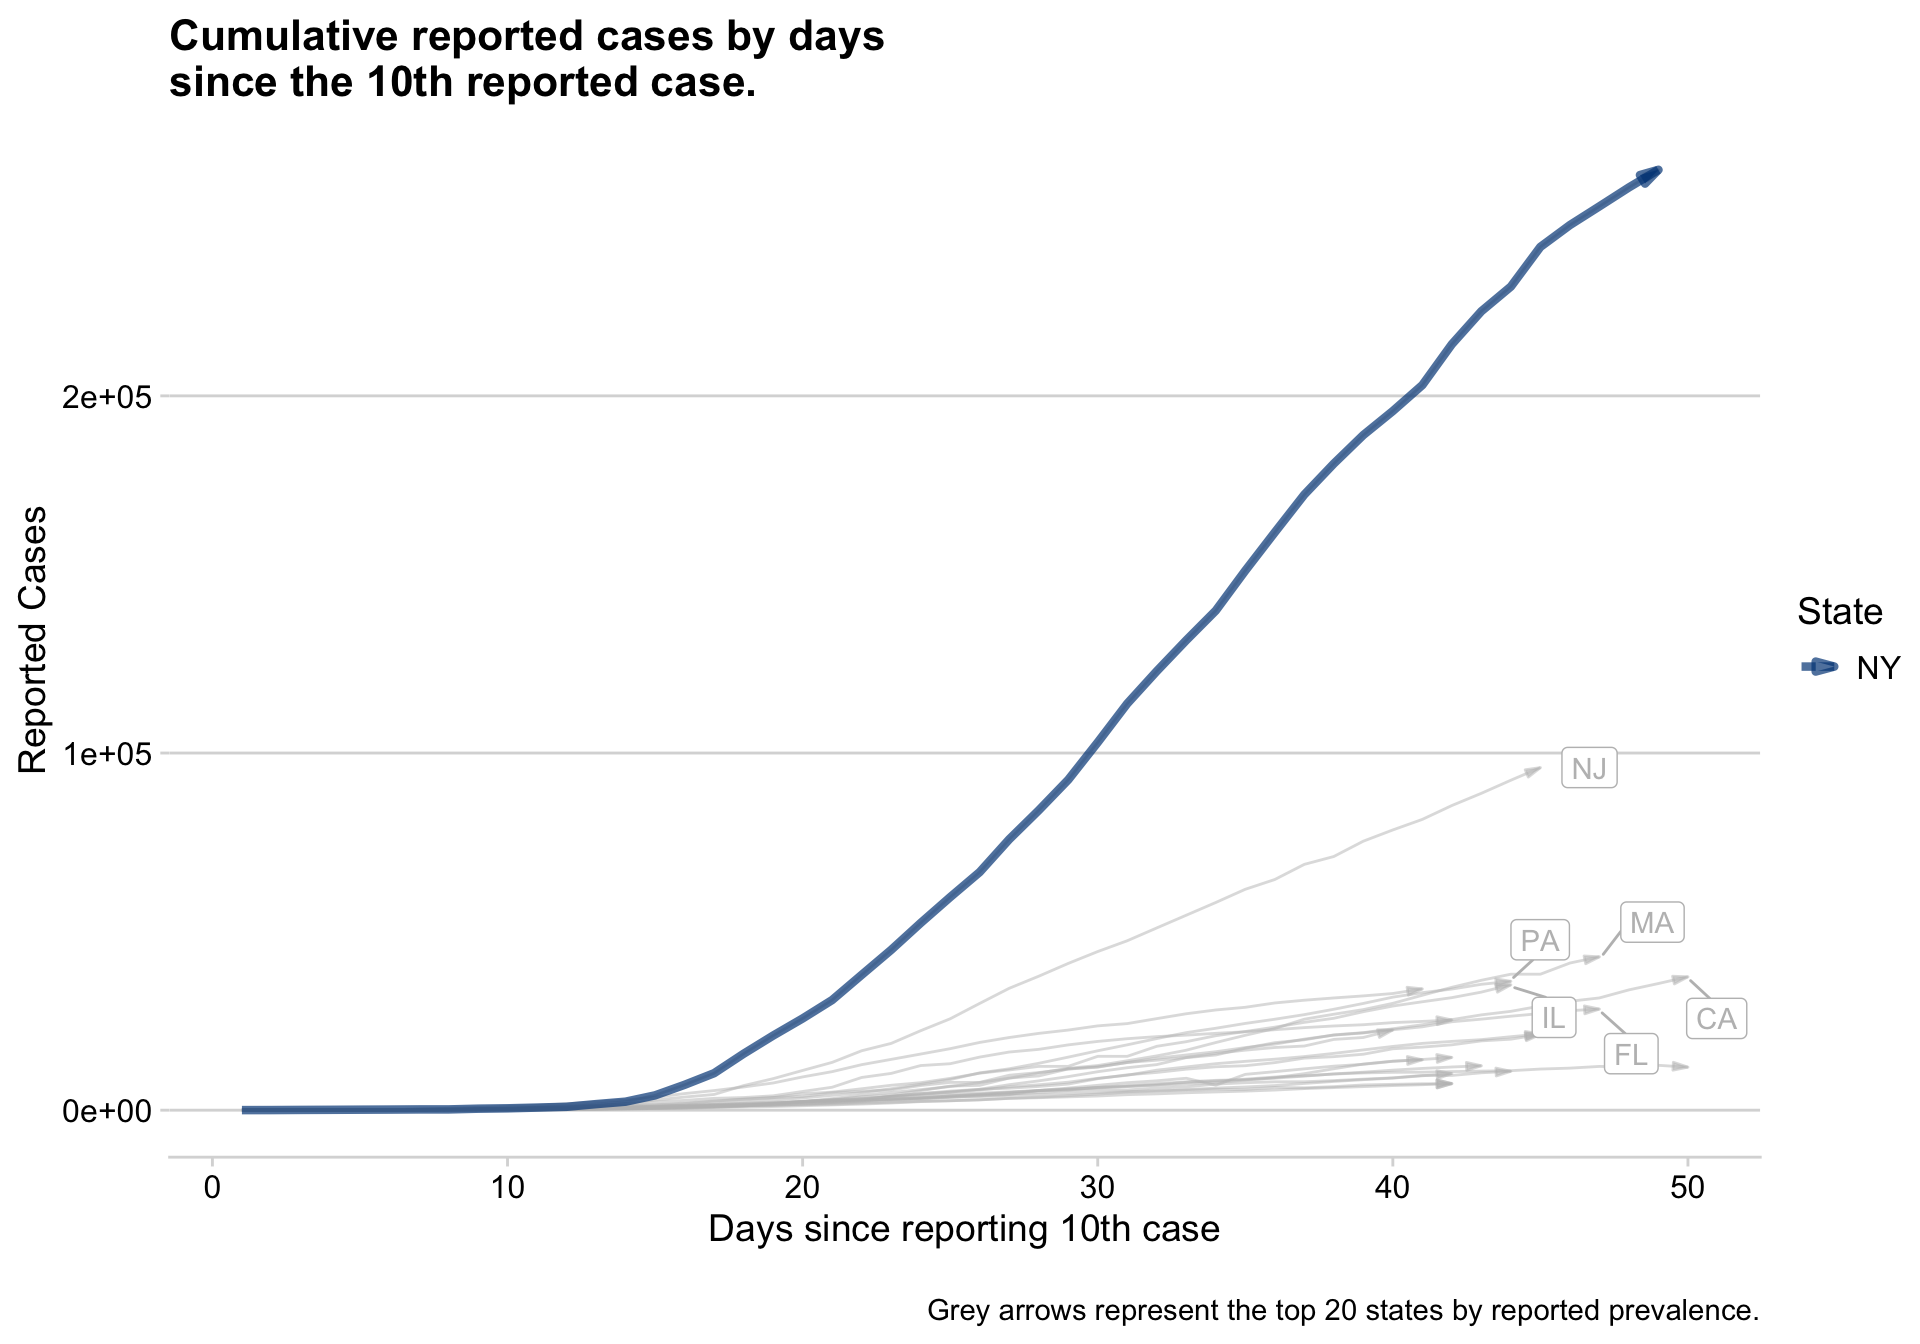 Cumulative reported cases by days
since the 10th reported case.
Reported Cases
2e+05
1e+05
0e+00
NJ
MA
PA
IL
CA
FL
State
NY
0 10 20 30 40 50
Days since reporting 10th case
Grey arrows represent the top 20 states by reported prevalence.